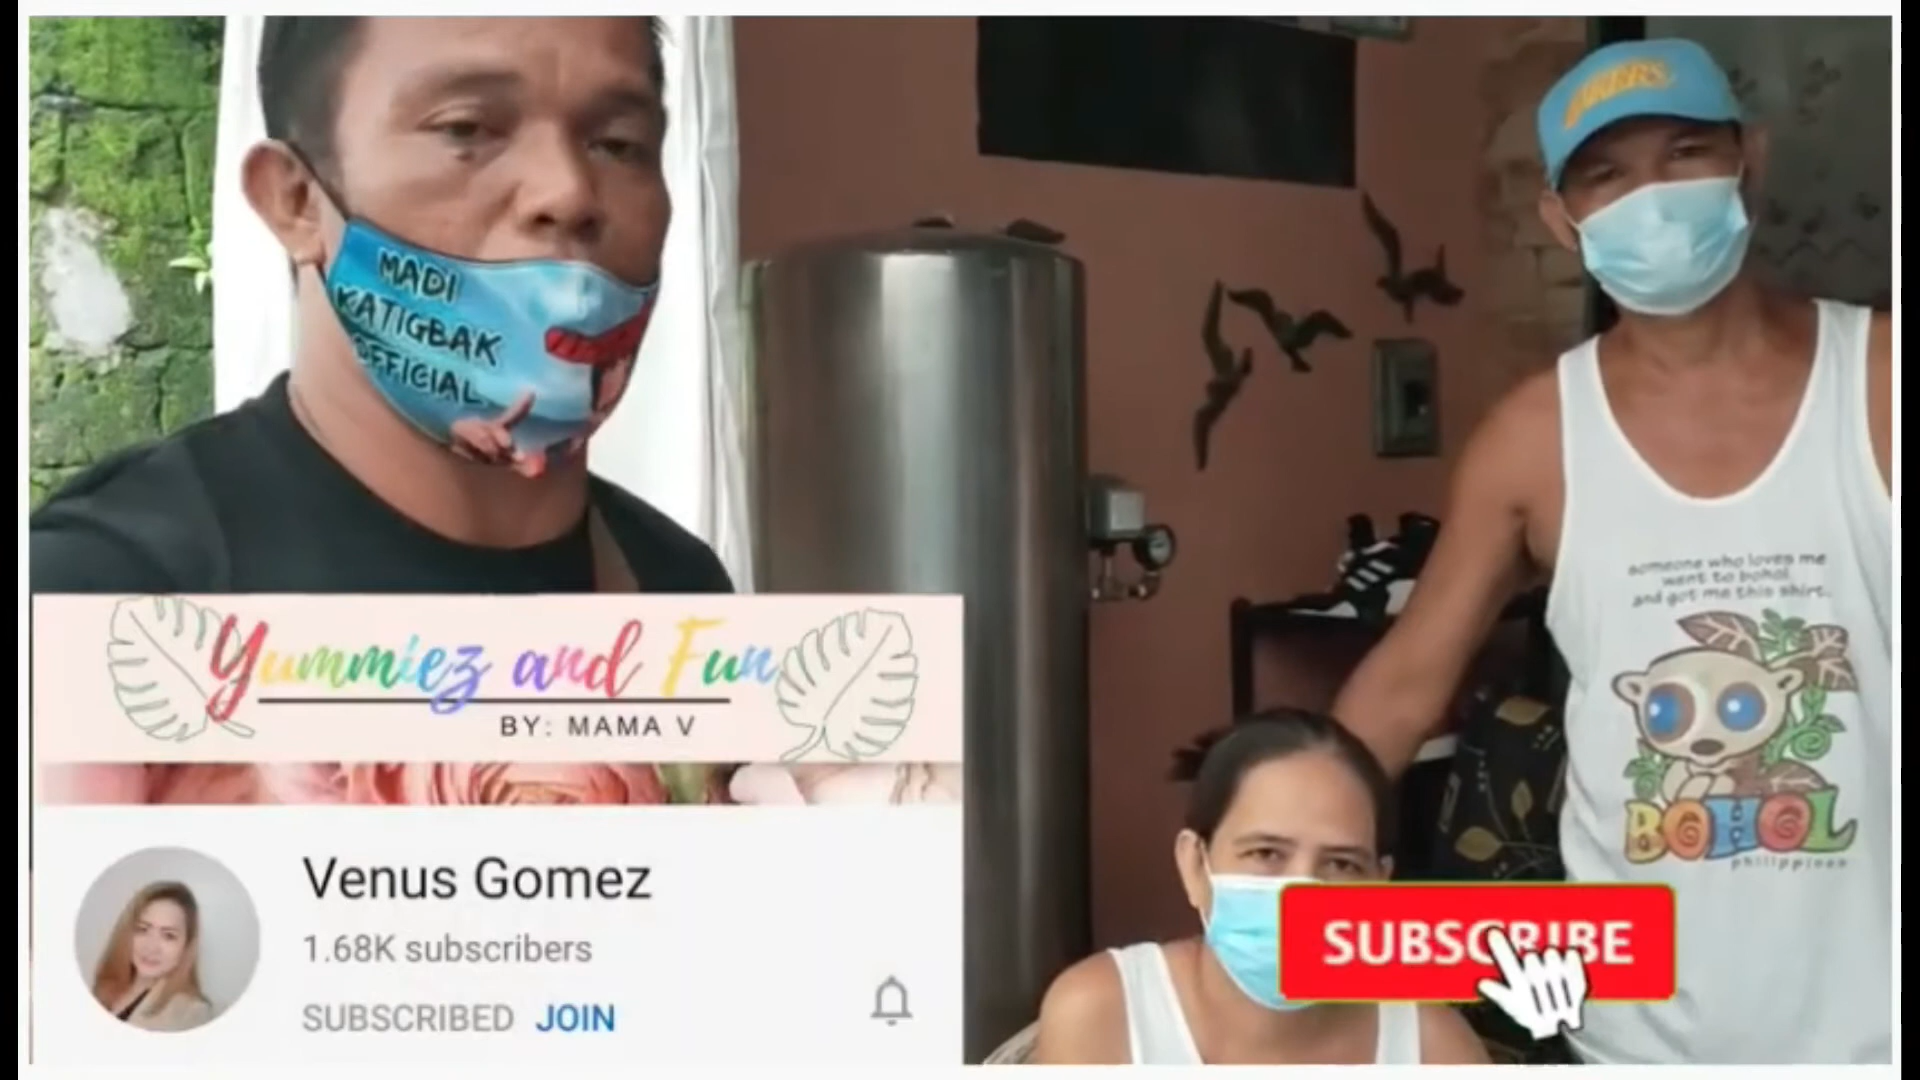 MADI
KATIGBAK
OFFICIAL
someone who loves me
went to bohol
and got me this shirt.
BOHOL
philippines
Yummiez and Fun
BY: MAMA V
Venus Gomez
1.68K subscribers
SUBSCRIBED JOIN
SUBSCRIBE